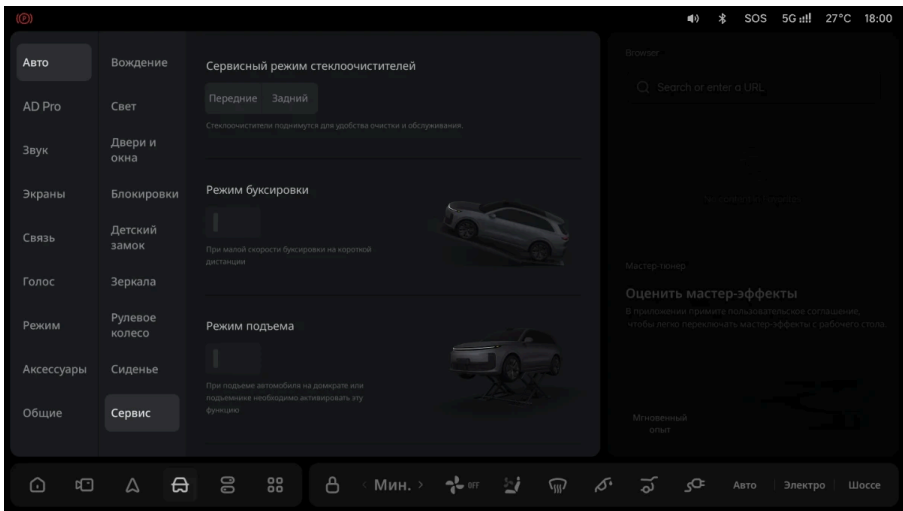 (P)
SOS 5G 27°C 18:00
Авто
AD Pro
Звук
Экраны
Связь
Голос
Режим
Аксессуары
Общие
Вождение
Свет
Двери и
окна
Блокировки
Детский
замок
Зеркала
Рулевое
колесо
Сиденье
Сервис
Сервисный режим стеклоочистителей
Передние Задний
Стеклоочистители поднимутся для удобства очистки и обслуживания.
Режим буксировки
При малой скорости буксировки на короткой
дистанции
Режим подъема
При подъеме автомобиля на домкрате или
подъемнике необходимо активировать эту
функцию
Browser
Search or enter a URL
Мастер-тюнер
Оценить мастер-эффекты
В приложении примите пользовательское соглашение,
чтобы легко переключать мастер-эффекты с рабочего стола.
Мгновенный
опыт
Мин. OFF Авто Электро Шоссе